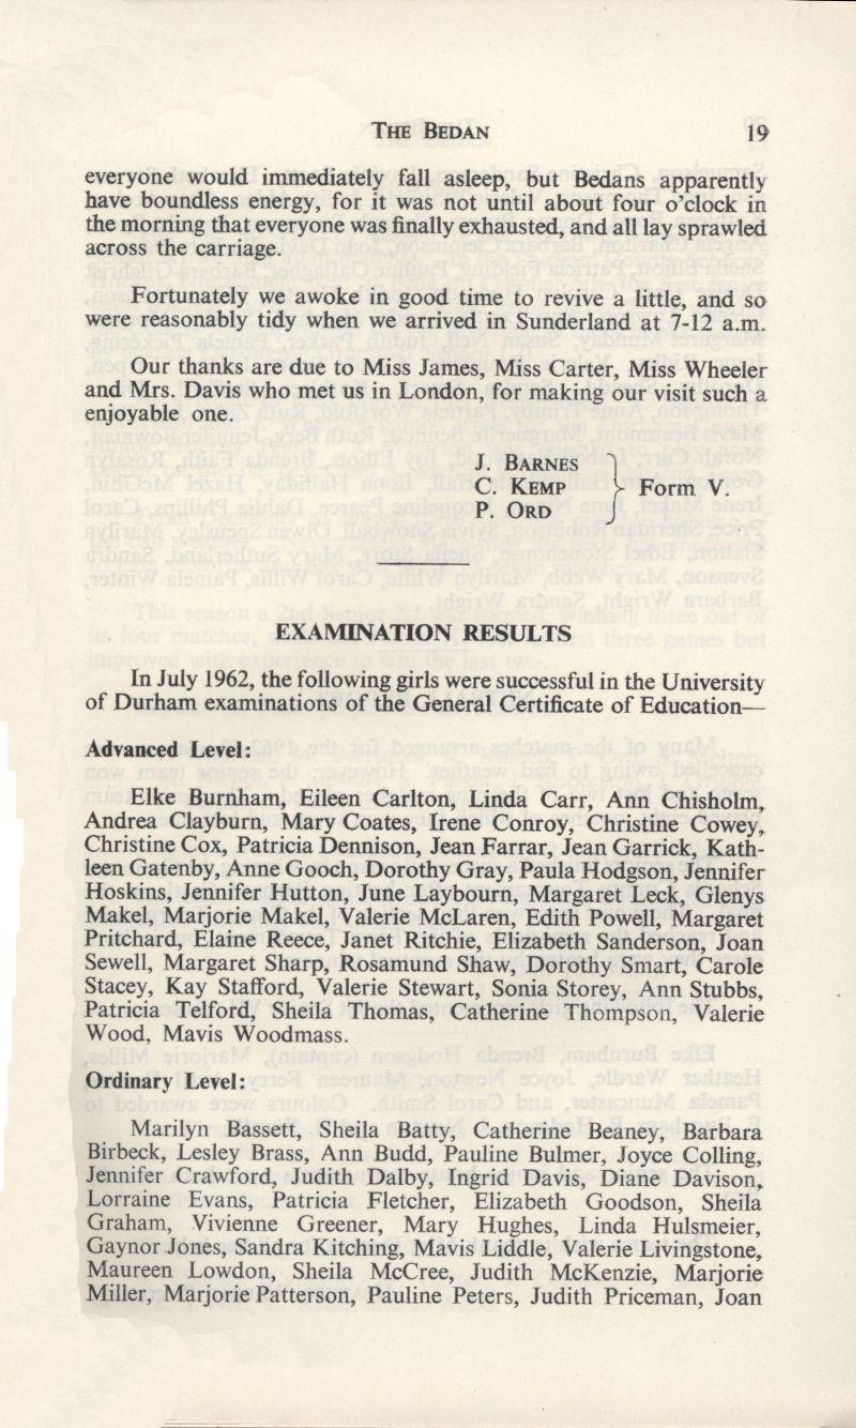 THE BEDAN 19
everyone would immediately fall asleep, but Bedans apparently
have boundless energy, for it was not until about four o'clock in
the morning that everyone was finally exhausted, and all lay sprawled
across the carriage.
Fortunately we awoke in good time to revive a little, and so
were reasonably tidy when we arrived in Sunderland at 7-12 a.m.
Our thanks are due to Miss James, Miss Carter, Miss Wheeler
and Mrs. Davis who met us in London, for making our visit such a
enjoyable one.
J. BARNES
C. KEMP } Form V.
P. ORD
EXAMINATION RESULTS
In July 1962, the following girls were successful in the University
of Durham examinations of the General Certificate of Education—
Advanced Level:
Elke Burnham, Eileen Carlton, Linda Carr, Ann Chisholm,
Andrea Clayburn, Mary Coates, Irene Conroy, Christine Cowey,
Christine Cox, Patricia Dennison, Jean Farrar, Jean Garrick, Kath-
leen Gatenby, Anne Gooch, Dorothy Gray, Paula Hodgson, Jennifer
Hoskins, Jennifer Hutton, June Laybourn, Margaret Leck, Glenys
Makel, Marjorie Makel, Valerie McLaren, Edith Powell, Margaret
Pritchard, Elaine Reece, Janet Ritchie, Elizabeth Sanderson, Joan
Sewell, Margaret Sharp, Rosamund Shaw, Dorothy Smart, Carole
Stacey, Kay Stafford, Valerie Stewart, Sonia Storey, Ann Stubbs,
Patricia Telford, Sheila Thomas, Catherine Thompson, Valerie
Wood, Mavis Woodmass.
Ordinary Level:
Marilyn Bassett, Sheila Batty, Catherine Beaney, Barbara
Birbeck, Lesley Brass, Ann Budd, Pauline Bulmer, Joyce Colling,
Jennifer Crawford, Judith Dalby, Ingrid Davis, Diane Davison,
Lorraine Evans, Patricia Fletcher, Elizabeth Goodson, Sheila
Graham, Vivienne Greener, Mary Hughes, Linda Hulsmeier,
Gaynor Jones, Sandra Kitching, Mavis Liddle, Valerie Livingstone,
Maureen Lowdon, Sheila McCree, Judith McKenzie, Marjorie
Miller, Marjorie Patterson, Pauline Peters, Judith Priceman, Joan